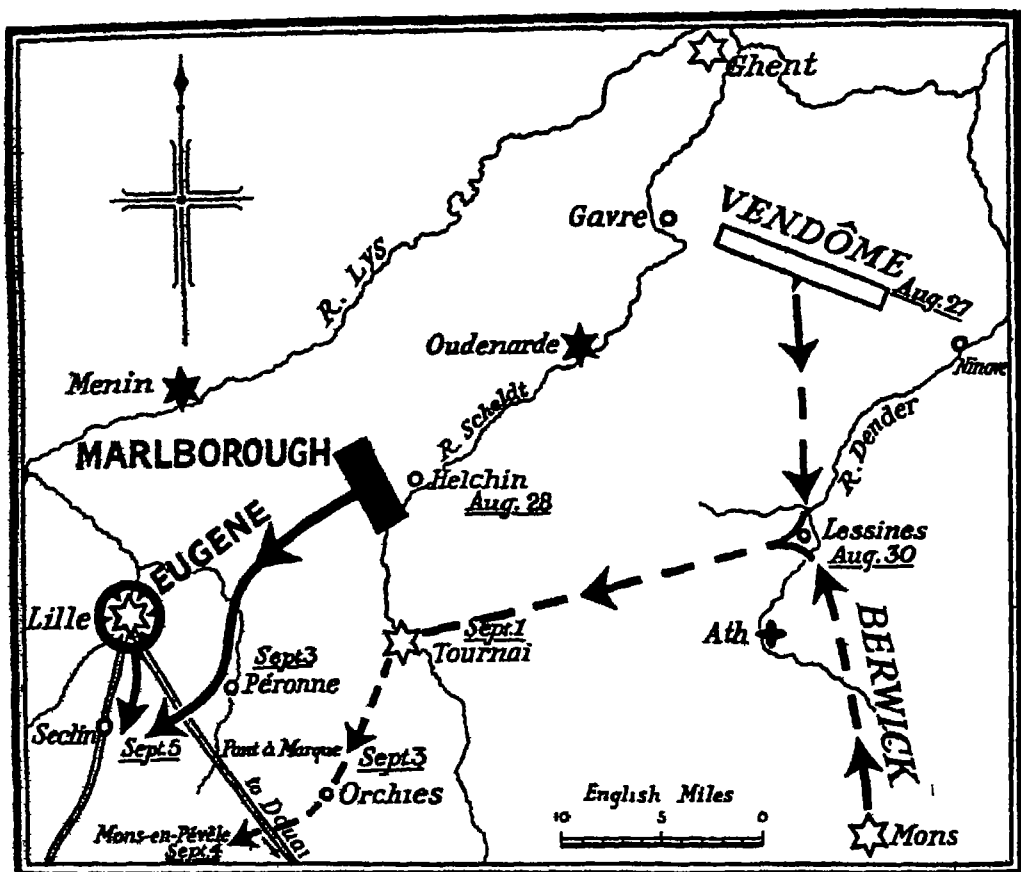 Ghent
Gavre
VENDÔME
Aug. 27
R. Lys
Oudenarde
Ninove
Menin
R. Scheldt
R. Dender
MARLBOROUGH
Helchin
Aug. 28
EUGENE
Lessines
Aug. 30
Lille
Sept. 1
Tournai
Ath
BERWICK
Sept. 3
Péronne
Seclin
Sept. 5
Pont à Marque
Sept. 3
to Douai
Orchies
English Miles
10 5 0
Mons-en-Pévèle
Sept. 4
Mons